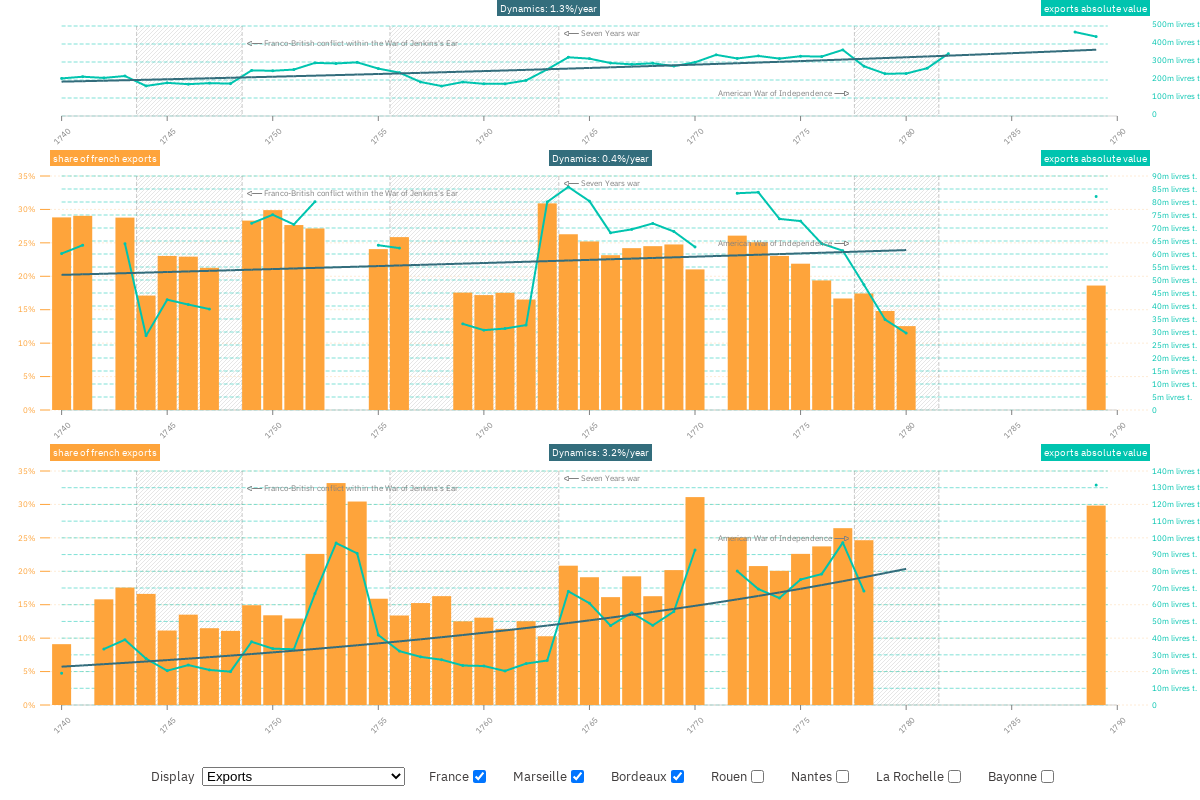 Dynamics: 1.3%/year
exports absolute value
500m livres t.
Seven Years war
Franco-British conflict within the War of Jenkins's Ear
400m livres t.
300m livres t.
200m livres t.
American War of Independence
100m livres t.
0
1740 1745 1750 1755 1760 1765 1770 1775 1780 1785 1790
share of french exports
Dynamics: 0.4%/year
exports absolute value
35%
90m livres t.
Seven Years war
85m livres t.
Franco-British conflict within the War of Jenkins's Ear
80m livres t.
30%
75m livres t.
70m livres t.
25%
American War of Independence
65m livres t.
60m livres t.
55m livres t.
20%
50m livres t.
45m livres t.
15%
40m livres t.
35m livres t.
30m livres t.
10%
25m livres t.
20m livres t.
15m livres t.
5%
10m livres t.
5m livres t.
0%
0
1740 1745 1750 1755 1760 1765 1770 1775 1780 1785 1790
share of french exports
Dynamics: 3.2%/year
exports absolute value
35%
140m livres t.
Seven Years war
Franco-British conflict within the War of Jenkins's Ear
130m livres t.
30%
120m livres t.
110m livres t.
25%
American War of Independence
100m livres t.
90m livres t.
20%
80m livres t.
70m livres t.
15%
60m livres t.
50m livres t.
10%
40m livres t.
30m livres t.
5%
20m livres t.
10m livres t.
0%
0
1740 1745 1750 1755 1760 1765 1770 1775 1780 1785 1790
Display Exports France Marseille Bordeaux Rouen Nantes La Rochelle Bayonne